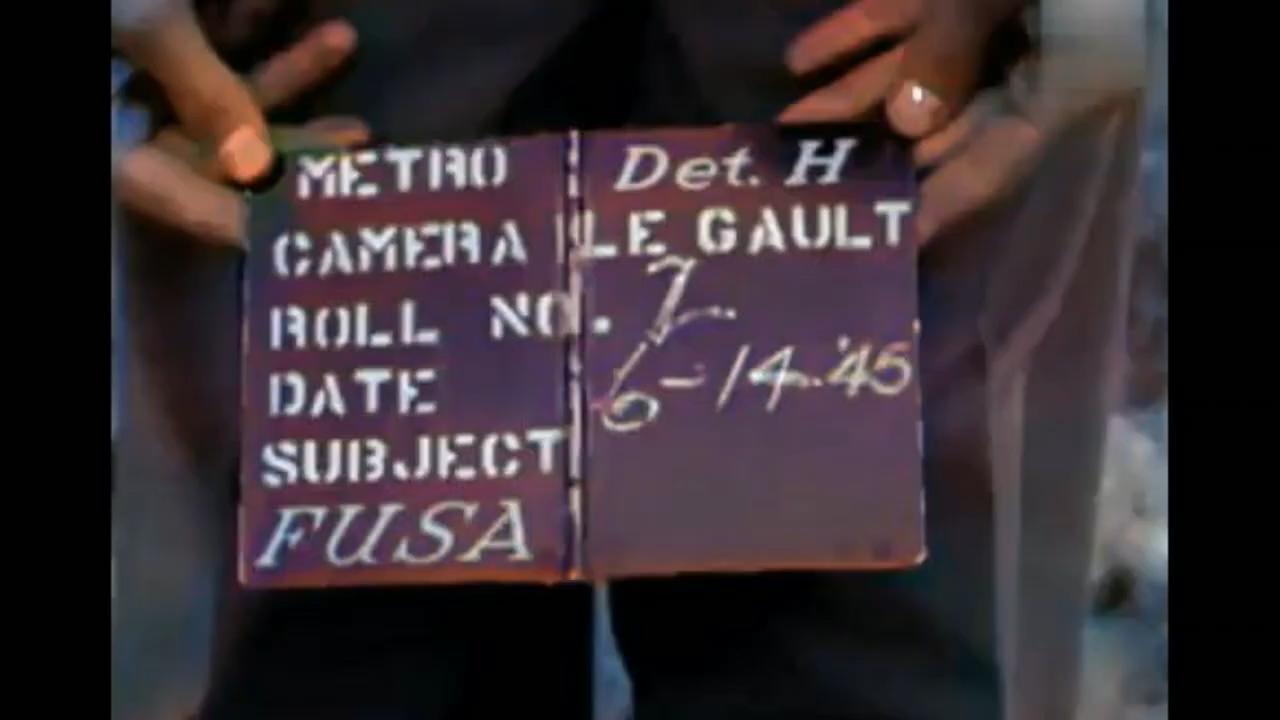 METRO Det. H
CAMERA LE GAULT
ROLL NO. 7
DATE 6-14-'45
SUBJECT
FUSA